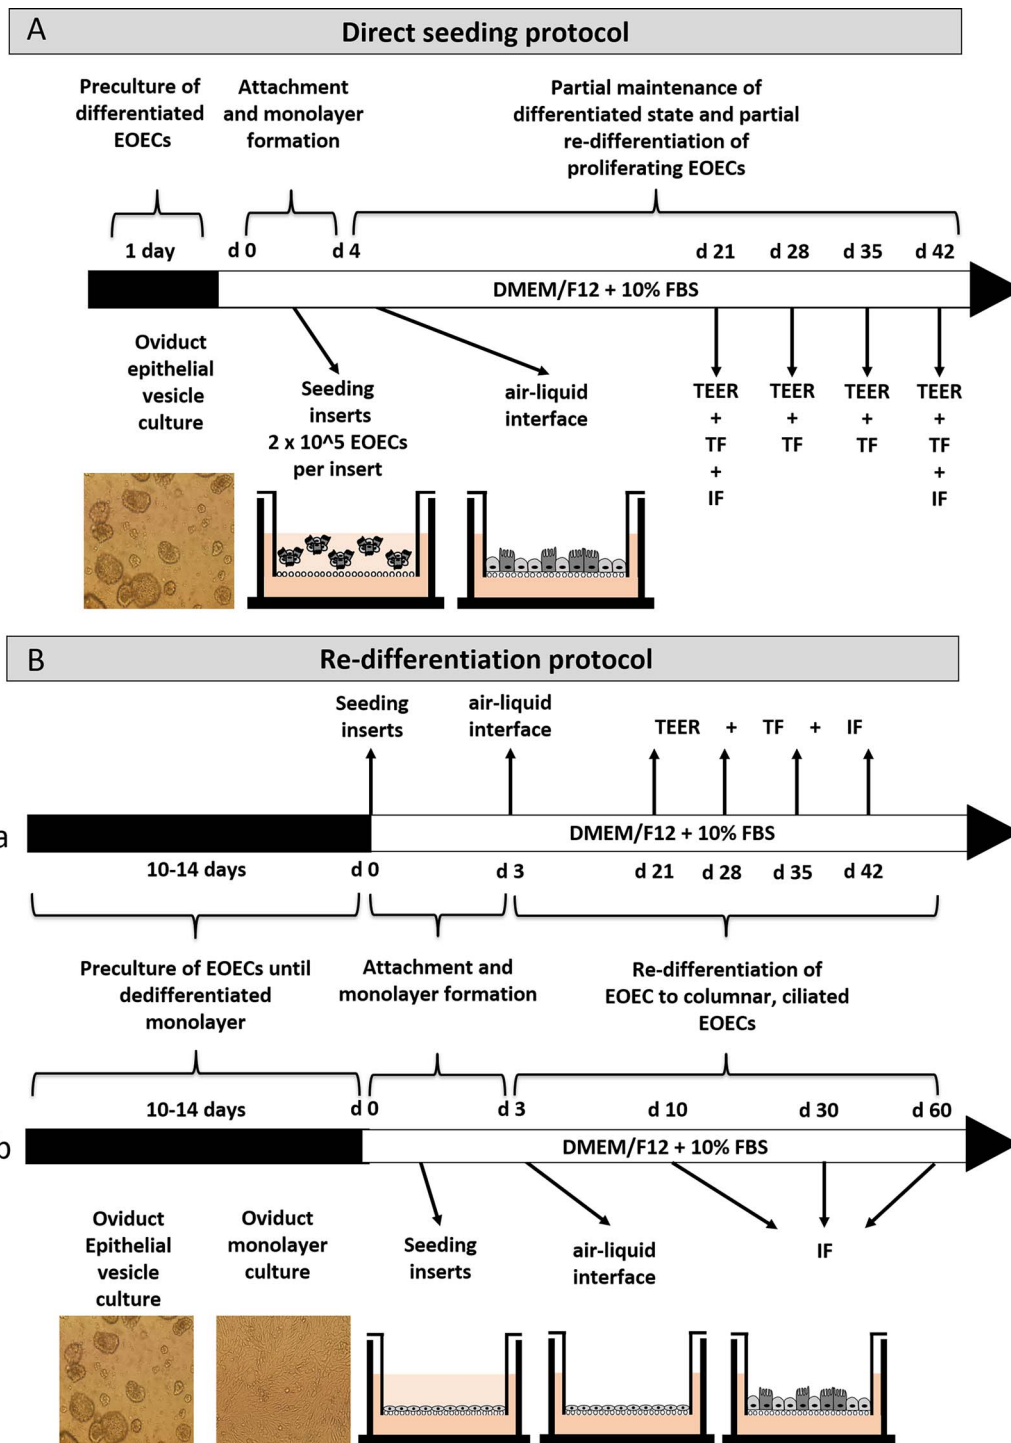 A
Direct seeding protocol
Preculture of
differentiated
EOECs
Attachment
and monolayer
formation
Partial maintenance of
differentiated state and partial
re-differentiation of
proliferating EOECs
1 day
d 0
d 4
d 21
d 28
d 35
d 42
DMEM/F12 + 10% FBS
Oviduct
epithelial
vesicle
culture
Seeding
inserts
2 x 10^5 EOECs
per insert
air-liquid
interface
TEER
+
TF
+
IF
TEER
+
TF
TEER
+
TF
TEER
+
TF
+
IF
B
Re-differentiation protocol
Seeding
inserts
air-liquid
interface
TEER + TF + IF
a
DMEM/F12 + 10% FBS
10-14 days
d 0
d 3
d 21
d 28
d 35
d 42
Preculture of EOECs until
dedifferentiated
monolayer
Attachment and
monolayer formation
Re-differentiation of
EOEC to columnar, ciliated
EOECs
10-14 days
d 0
d 3
d 10
d 30
d 60
b
DMEM/F12 + 10% FBS
Oviduct
Epithelial
vesicle
culture
Oviduct
monolayer
culture
Seeding
inserts
air-liquid
interface
IF